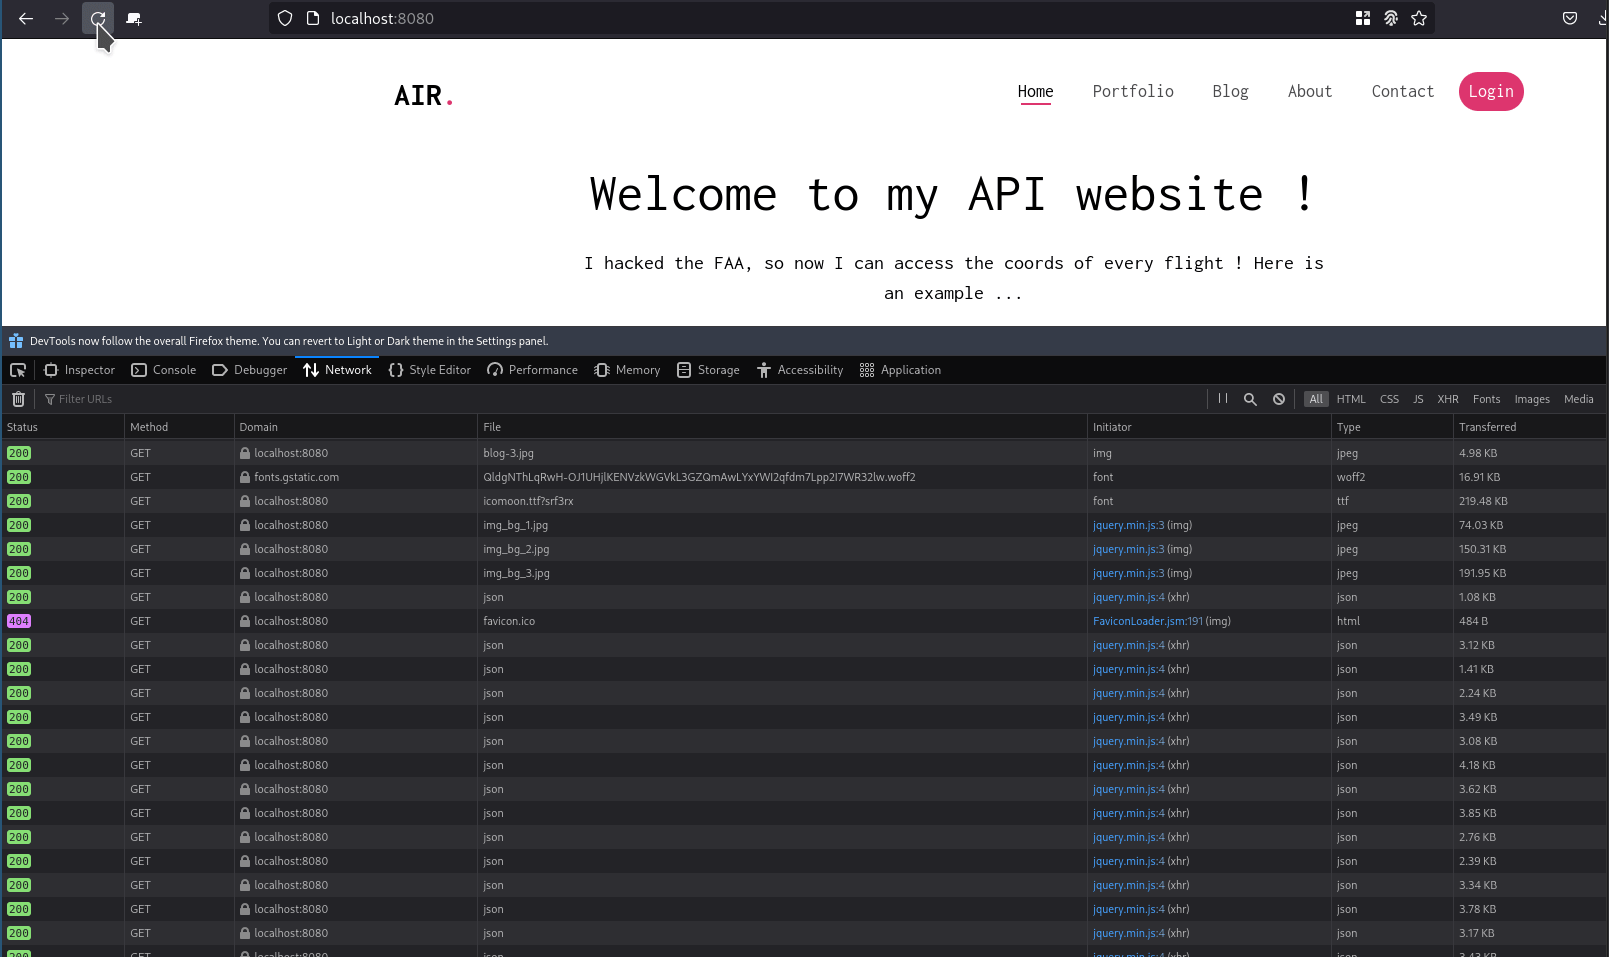 localhost:8080
AIR.
Home Portfolio Blog About Contact Login
Welcome to my API website !
I hacked the FAA, so now I can access the coords of every flight ! Here is
an example ...
DevTools now follow the overall Firefox theme. You can revert to Light or Dark theme in the Settings panel.
Inspector Console Debugger Network Style Editor Performance Memory Storage Accessibility Application
Filter URLs All HTML CSS JS XHR Fonts Images Media
Status Method Domain File Initiator Type Transferred
200 GET localhost:8080 blog-3.jpg img jpeg 4.98 KB
200 GET fonts.gstatic.com QldgNThLqRwH-OJ1UHjlKENVzkWGVkL3GZQmAwLYxYWI2qfdm7Lpp2I7WR32lw.woff2 font woff2 16.91 KB
200 GET localhost:8080 icomoon.ttf?srf3rx font ttf 219.48 KB
200 GET localhost:8080 img_bg_1.jpg jquery.min.js:3 (img) jpeg 74.03 KB
200 GET localhost:8080 img_bg_2.jpg jquery.min.js:3 (img) jpeg 150.31 KB
200 GET localhost:8080 img_bg_3.jpg jquery.min.js:3 (img) jpeg 191.95 KB
200 GET localhost:8080 json jquery.min.js:4 (xhr) json 1.08 KB
404 GET localhost:8080 favicon.ico FaviconLoader.jsm:191 (img) html 484 B
200 GET localhost:8080 json jquery.min.js:4 (xhr) json 3.12 KB
200 GET localhost:8080 json jquery.min.js:4 (xhr) json 1.41 KB
200 GET localhost:8080 json jquery.min.js:4 (xhr) json 2.24 KB
200 GET localhost:8080 json jquery.min.js:4 (xhr) json 3.49 KB
200 GET localhost:8080 json jquery.min.js:4 (xhr) json 3.08 KB
200 GET localhost:8080 json jquery.min.js:4 (xhr) json 4.18 KB
200 GET localhost:8080 json jquery.min.js:4 (xhr) json 3.62 KB
200 GET localhost:8080 json jquery.min.js:4 (xhr) json 3.85 KB
200 GET localhost:8080 json jquery.min.js:4 (xhr) json 2.76 KB
200 GET localhost:8080 json jquery.min.js:4 (xhr) json 2.39 KB
200 GET localhost:8080 json jquery.min.js:4 (xhr) json 3.34 KB
200 GET localhost:8080 json jquery.min.js:4 (xhr) json 3.78 KB
200 GET localhost:8080 json jquery.min.js:4 (xhr) json 3.17 KB